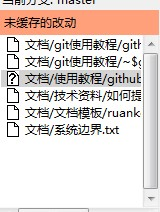 当前分支: master
未缓存的改动
文档/git使用教程/gith
文档/git使用教程/~$g
文档/使用教程/github
文档/技术资料/如何提
文档/文档模板/ruank
文档/系统边界.txt